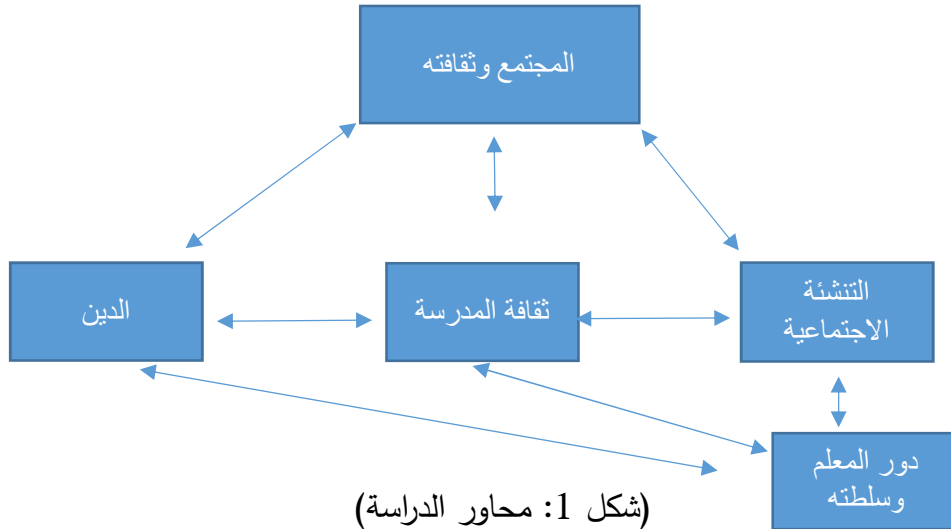 المجتمع وثقافته
التنشئة
الاجتماعية
ثقافة المدرسة
الدين
دور المعلم
وسلطته
(شكل 1: محاور الدراسة)